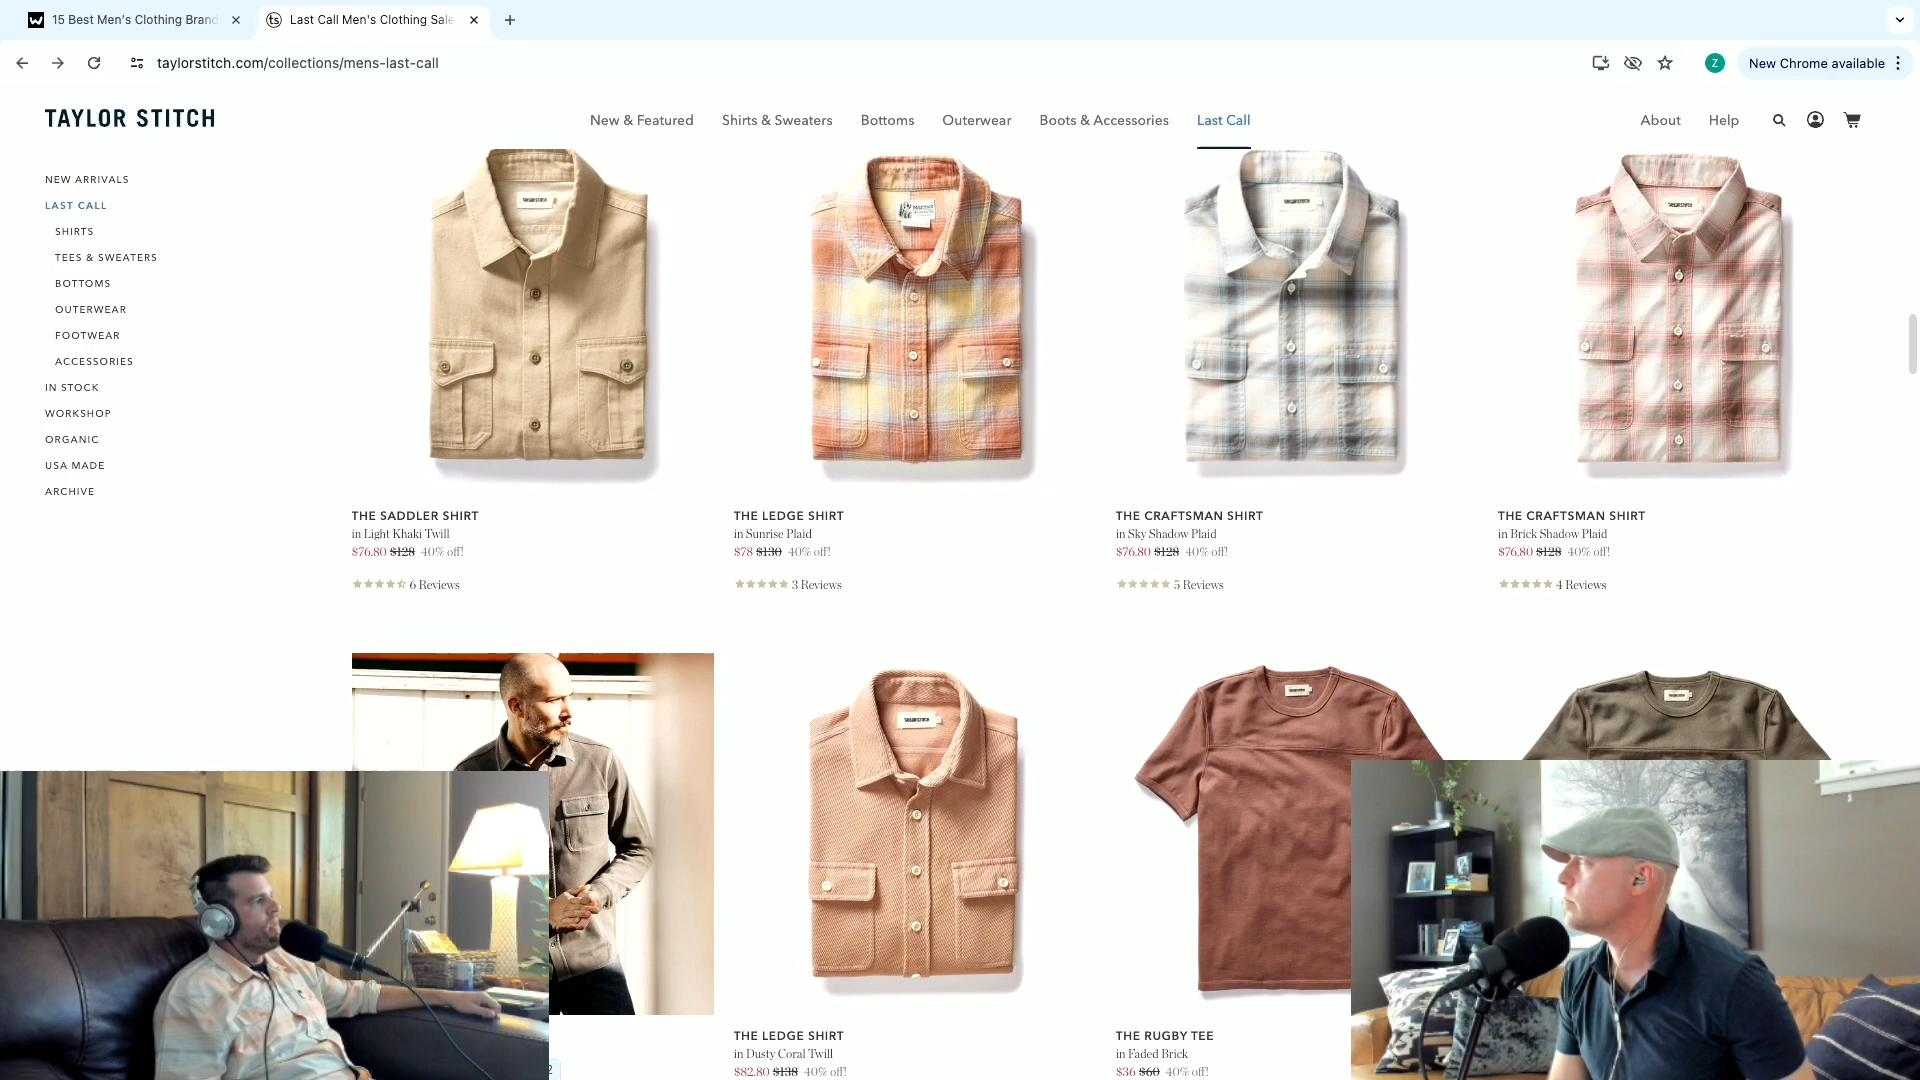 15 Best Men's Clothing Brand
Last Call Men's Clothing Sale
taylorstitch.com/collections/mens-last-call
Z
New Chrome available
TAYLOR STITCH
New & Featured
Shirts & Sweaters
Bottoms
Outerwear
Boots & Accessories
Last Call
About
Help
NEW ARRIVALS
LAST CALL
SHIRTS
TEES & SWEATERS
BOTTOMS
OUTERWEAR
FOOTWEAR
ACCESSORIES
IN STOCK
WORKSHOP
ORGANIC
USA MADE
ARCHIVE
THE SADDLER SHIRT
in Light Khaki Twill
$76.80 $128 40% off!
6 Reviews
THE LEDGE SHIRT
in Sunrise Plaid
$78 $130 40% off!
3 Reviews
THE CRAFTSMAN SHIRT
in Sky Shadow Plaid
$76.80 $128 40% off!
5 Reviews
THE CRAFTSMAN SHIRT
in Brick Shadow Plaid
$76.80 $128 40% off!
4 Reviews
THE LEDGE SHIRT
in Dusty Coral Twill
$82.80 $138 40% off!
THE RUGBY TEE
in Faded Brick
$36 $60 40% off!